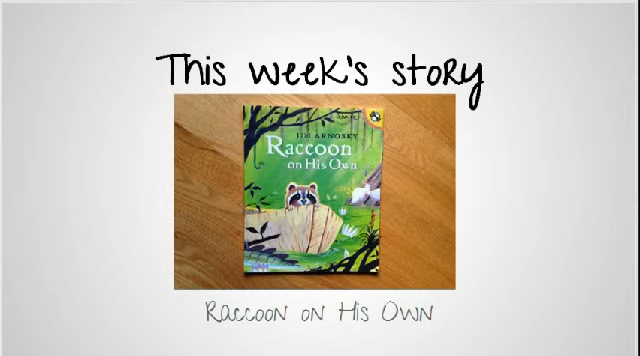 This week's story
JIM ARNOSKY
Raccoon
on His Own
Raccoon on His Own